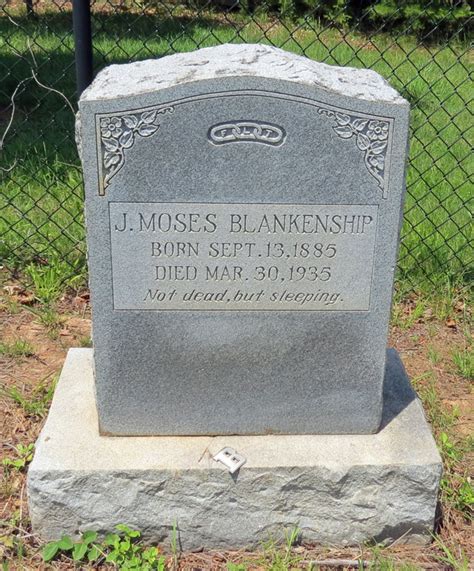 F L T
J. MOSES BLANKENSHIP
BORN SEPT. 13, 1885
DIED MAR. 30, 1935
Not dead, but sleeping.